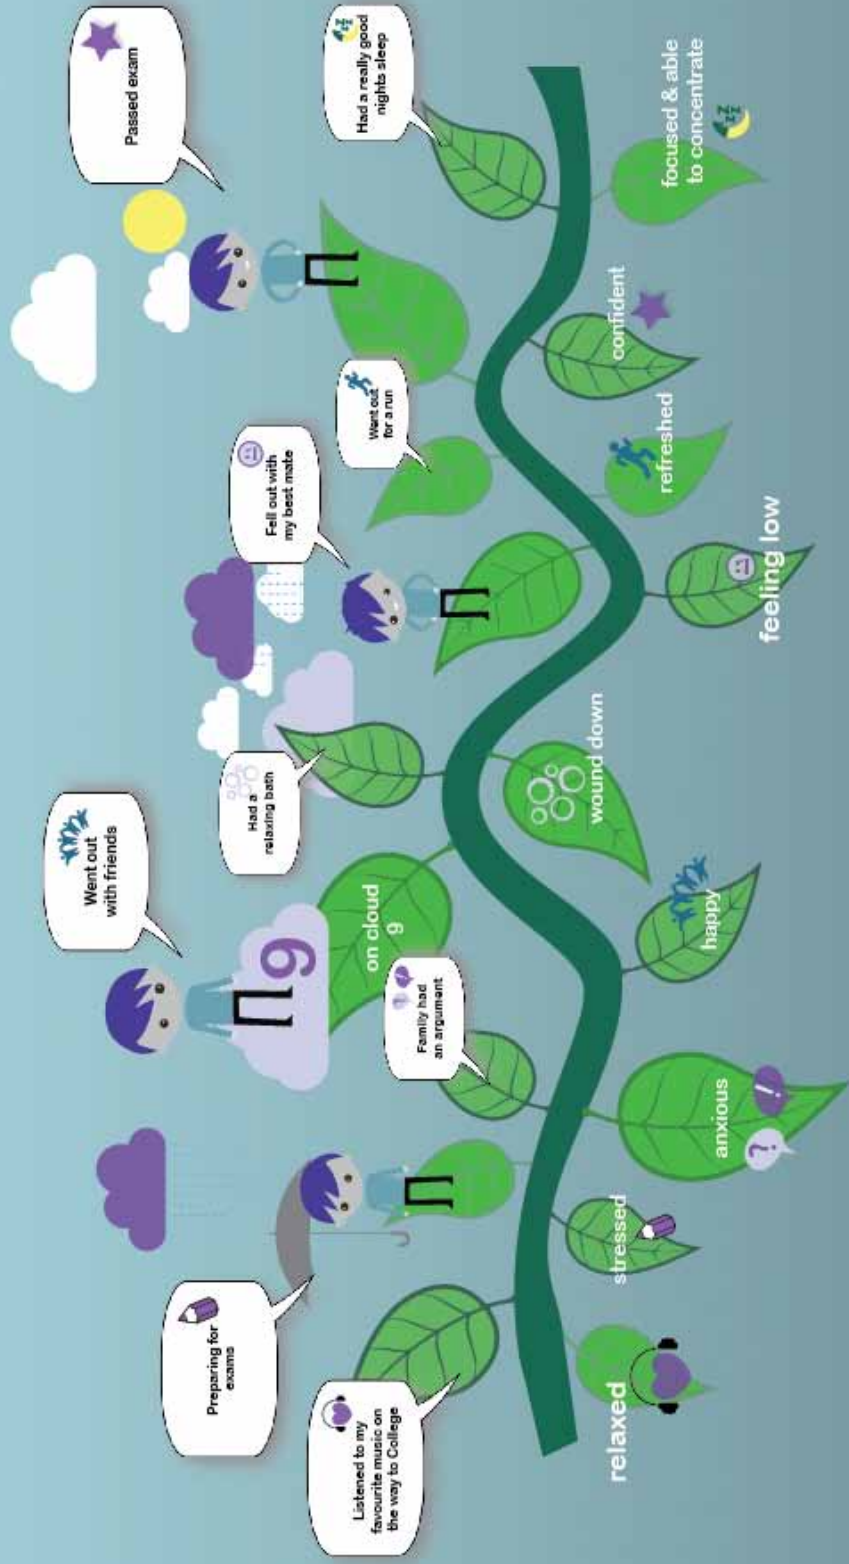 Listened to my
favourite music on
the way to College
Preparing for
exams
Went out
with friends
9
on cloud
9
Family had
an argument
Had a
relaxing bath
Fell out with
my best mate
Went out
for a run
Passed exam
Had a really good
nights sleep
relaxed
stressed
anxious
?
!
happy
wound down
feeling low
refreshed
confident
focused & able
to concentrate